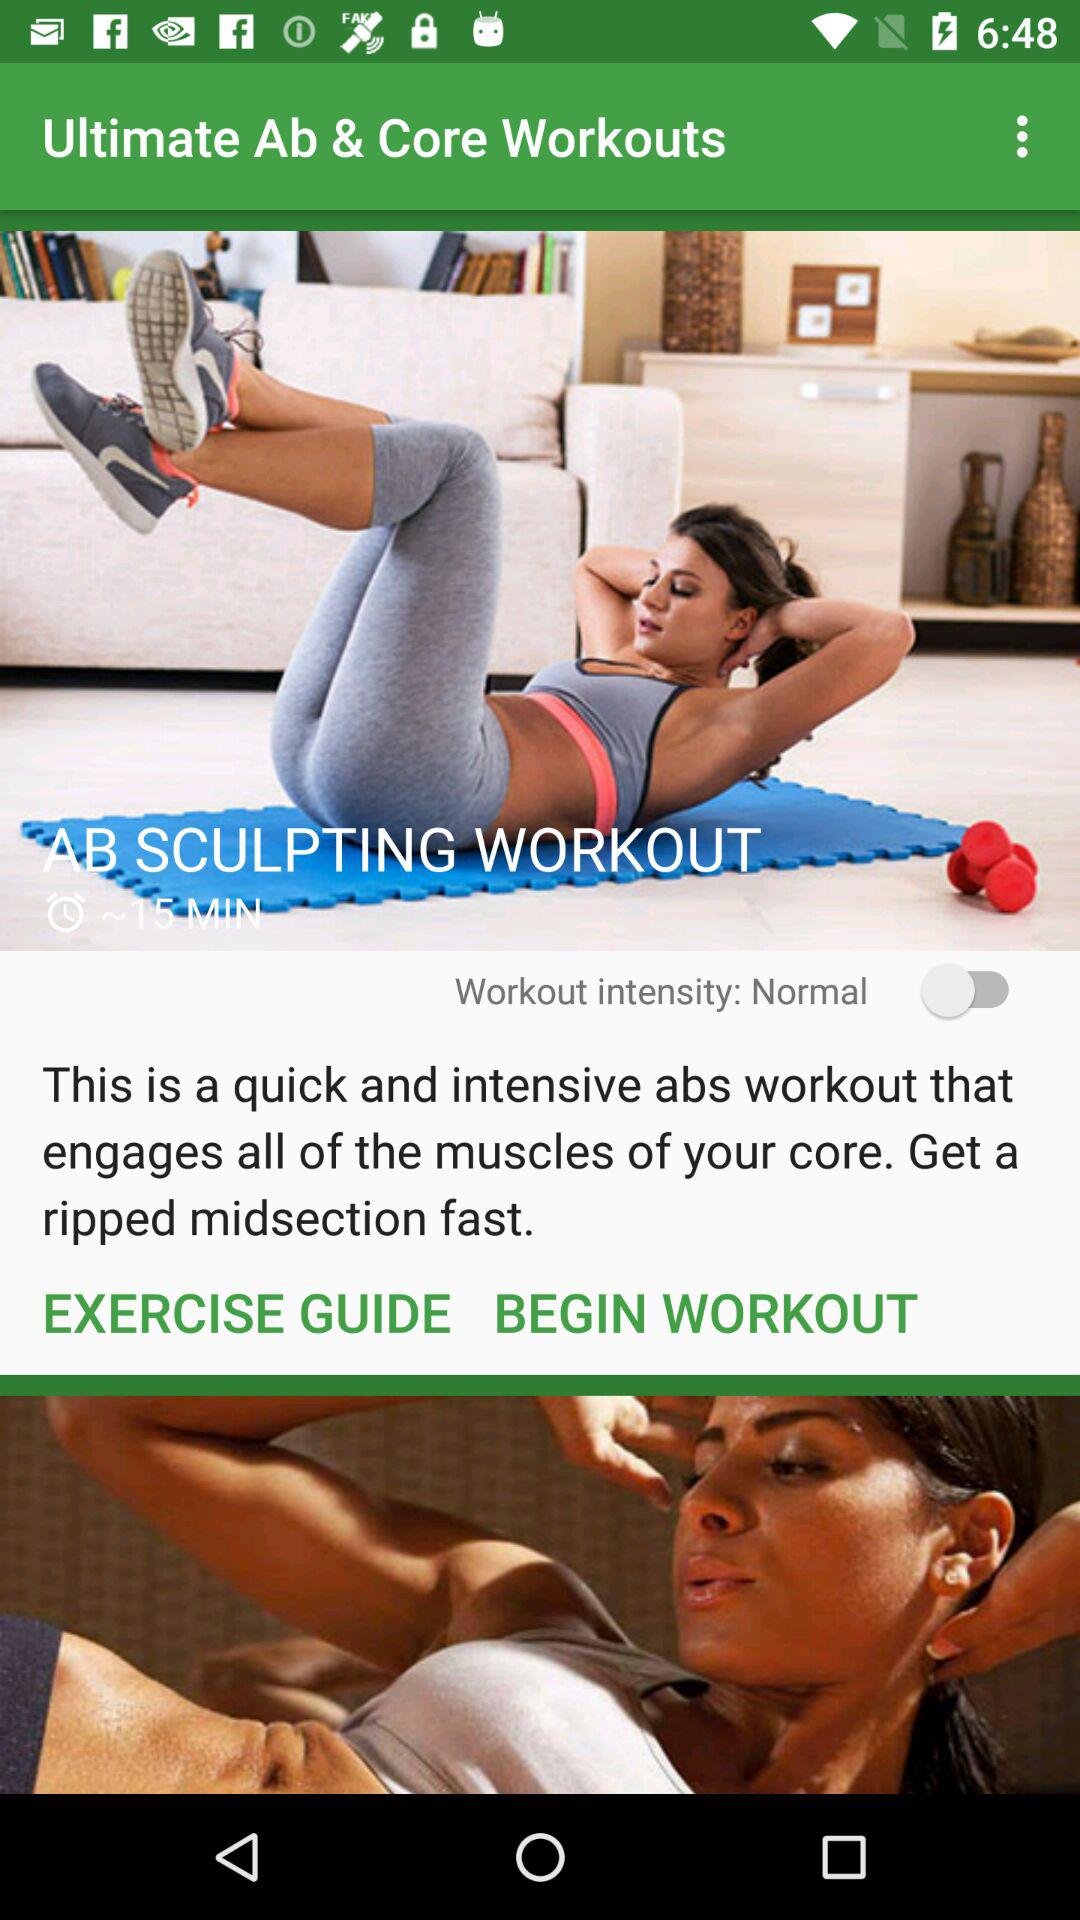 FAKE
6:48
Ultimate Ab & Core Workouts
AB SCULPTING WORKOUT
~15 MIN
Workout intensity: Normal
This is a quick and intensive abs workout that
engages all of the muscles of your core. Get a
ripped midsection fast.
EXERCISE GUIDE BEGIN WORKOUT